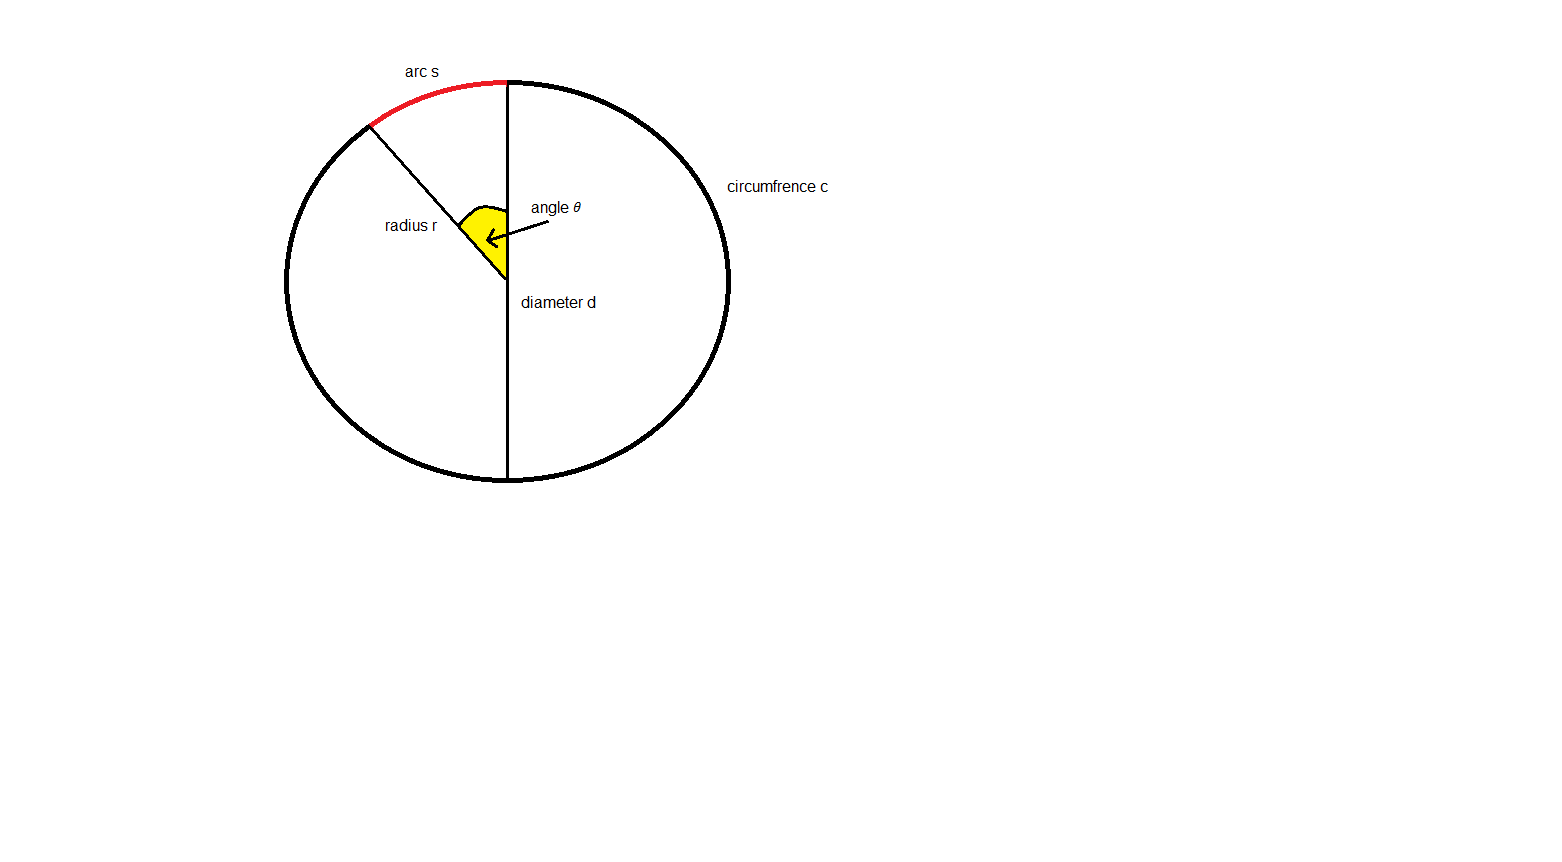 arc s
circumfrence c
angle θ
radius r
diameter d